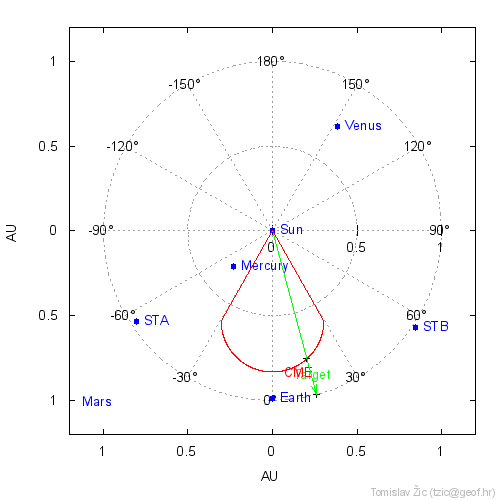 1
180°
-150°
150°
Venus
0.5
-120°
120°
AU
0
-90°
Sun
90°
0
0.5
1
Mercury
0.5
-60°
STA
60°
STB
CME
Target
-30°
30°
1
Mars
0°
Earth
1
0.5
0
0.5
1
AU
Tomislav Žic (tzic@geof.hr)